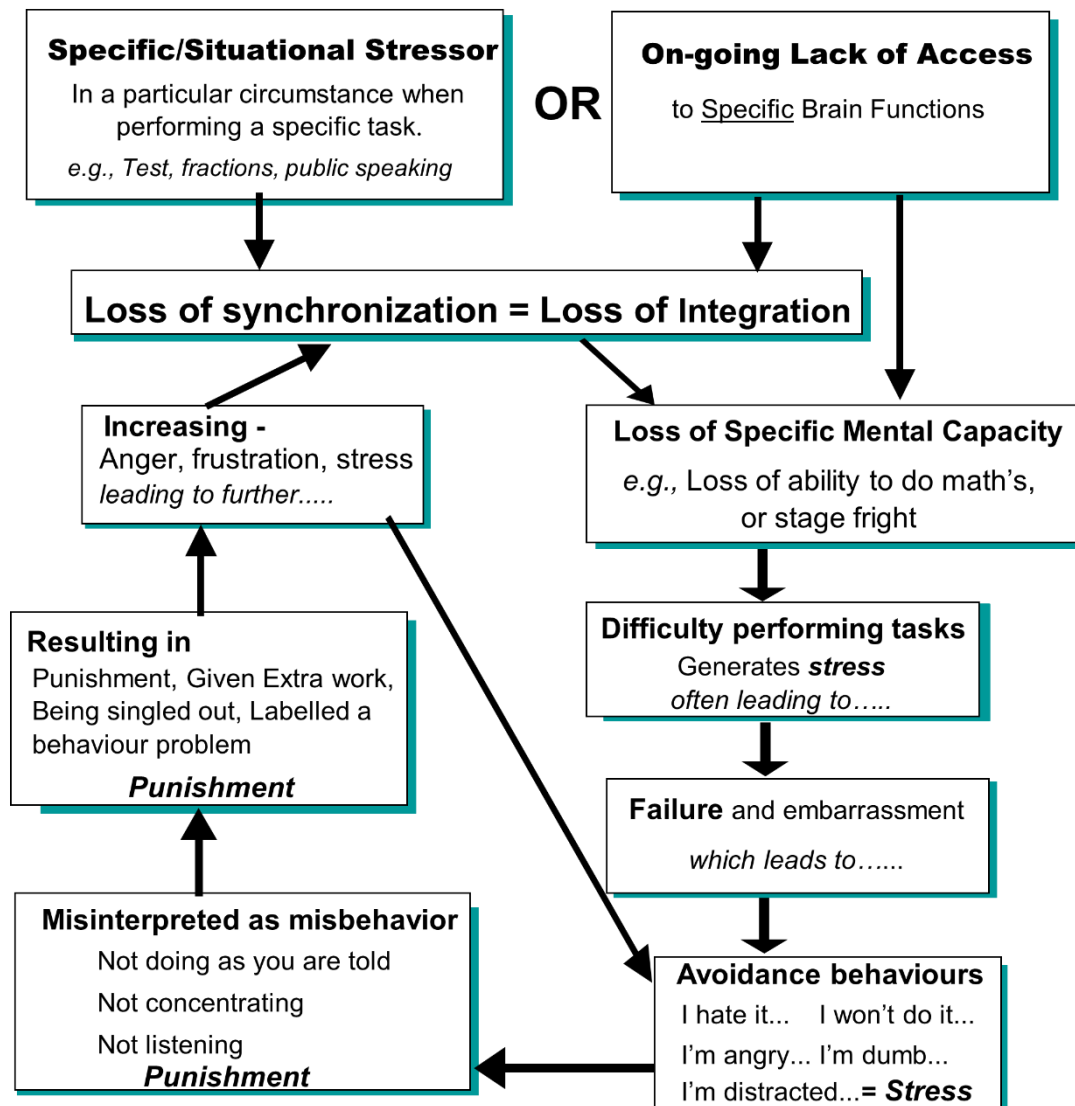 Specific/Situational Stressor
In a particular circumstance when
performing a specific task.
e.g., Test, fractions, public speaking
OR
On-going Lack of Access
to Specific Brain Functions
Loss of synchronization = Loss of Integration
Loss of Specific Mental Capacity
e.g., Loss of ability to do math's,
or stage fright
Difficulty performing tasks
Generates stress
often leading to…..
Failure and embarrassment
which leads to…...
Avoidance behaviours
I hate it... I won't do it...
I'm angry... I'm dumb...
I'm distracted...= Stress
Misinterpreted as misbehavior
Not doing as you are told
Not concentrating
Not listening
Punishment
Resulting in
Punishment, Given Extra work,
Being singled out, Labelled a
behaviour problem
Punishment
Increasing -
Anger, frustration, stress
leading to further.....